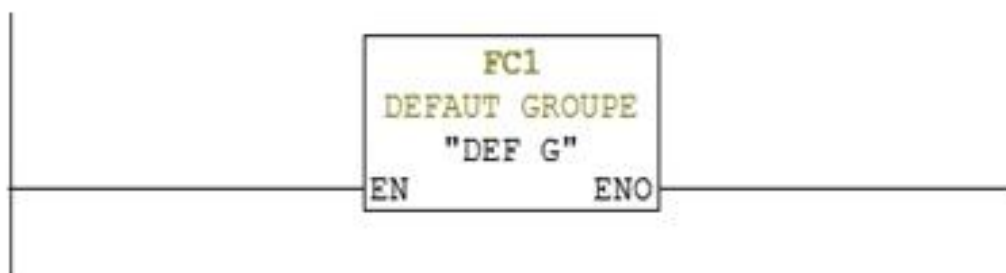 FC1
DEFAUT GROUPE
"DEF G"
EN ENO